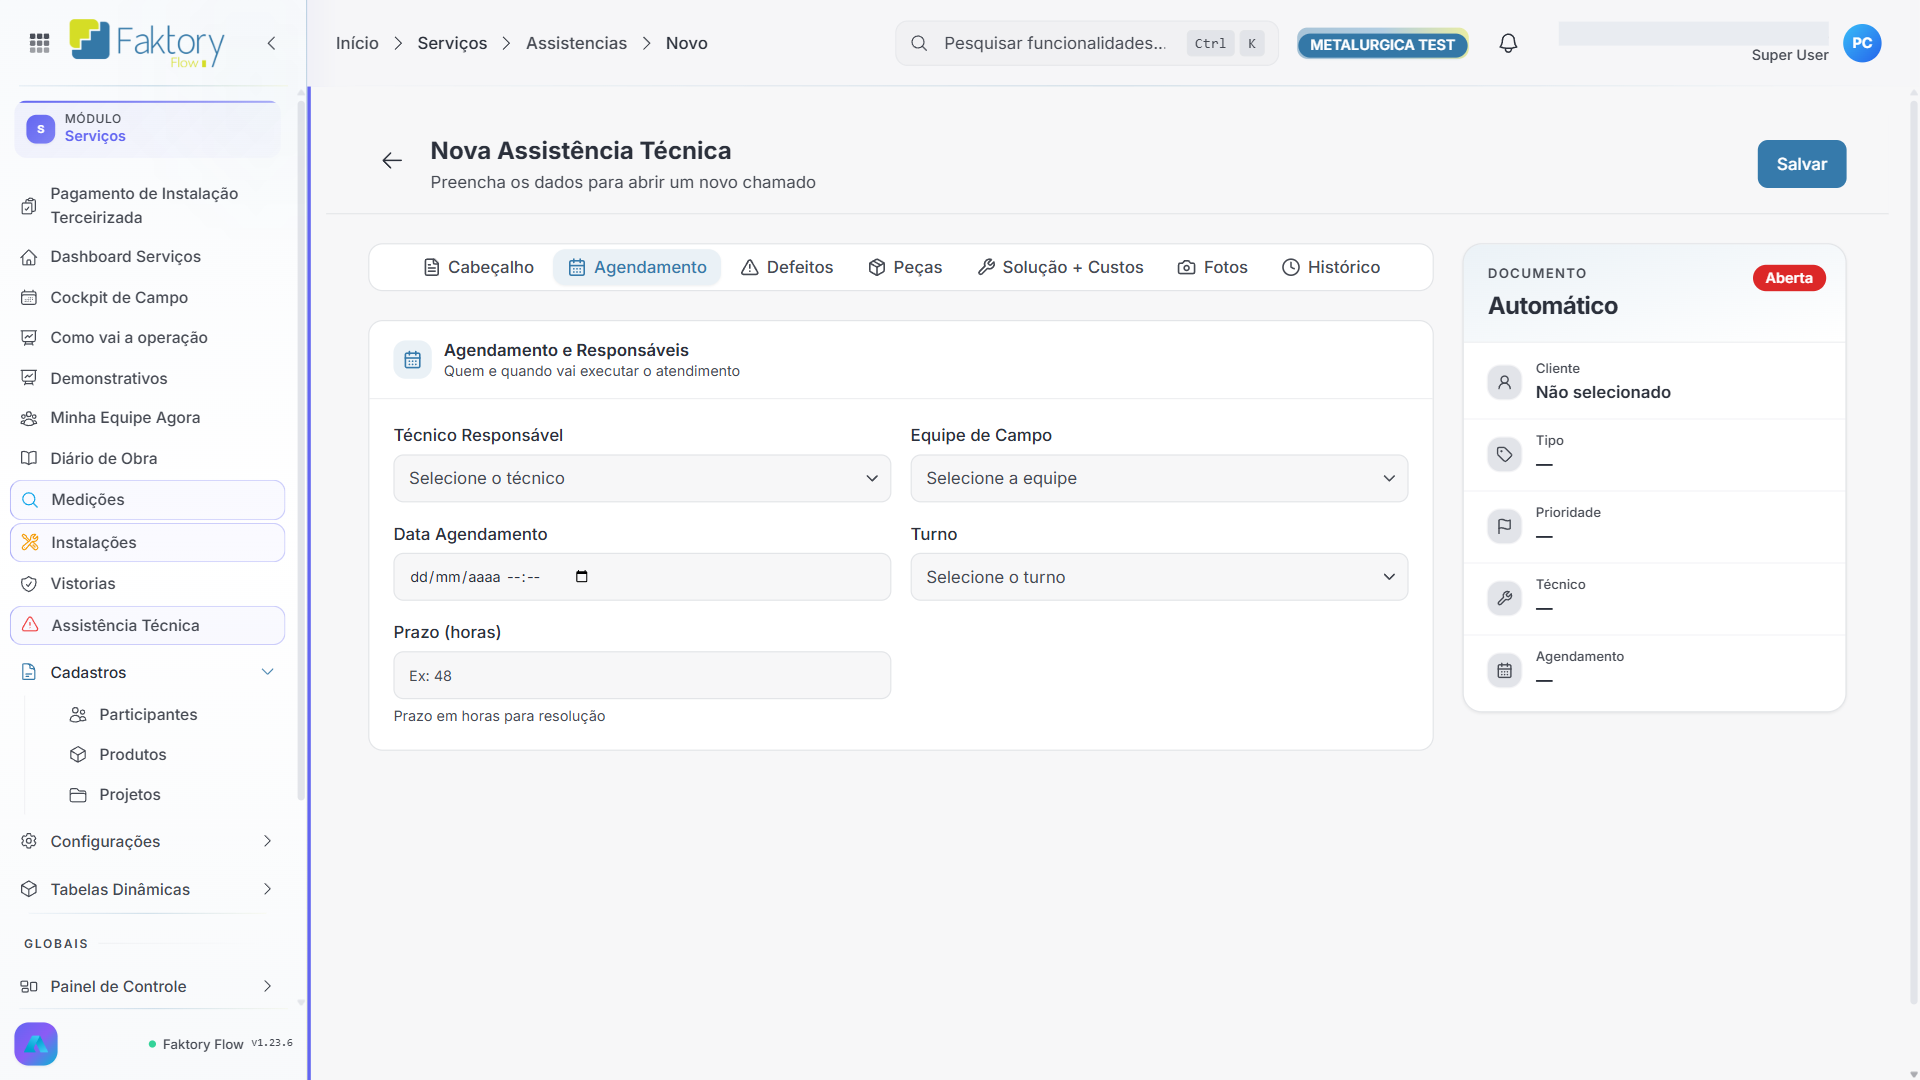 Faktory
Flow
Início
Serviços
Assistencias
Novo
Pesquisar funcionalidades...
Ctrl
K
METALURGICA TEST
Super User
PC
S
MÓDULO
Serviços
Pagamento de Instalação
Terceirizada
Dashboard Serviços
Cockpit de Campo
Como vai a operação
Demonstrativos
Minha Equipe Agora
Diário de Obra
Medições
Instalações
Vistorias
Assistência Técnica
Cadastros
Participantes
Produtos
Projetos
Configurações
Tabelas Dinâmicas
GLOBAIS
Painel de Controle
Faktory Flow v1.23.6
Nova Assistência Técnica
Preencha os dados para abrir um novo chamado
Salvar
Cabeçalho
Agendamento
Defeitos
Peças
Solução + Custos
Fotos
Histórico
Agendamento e Responsáveis
Quem e quando vai executar o atendimento
Técnico Responsável
Selecione o técnico
Equipe de Campo
Selecione a equipe
Data Agendamento
dd/mm/aaaa --:--
Turno
Selecione o turno
Prazo (horas)
Ex: 48
Prazo em horas para resolução
DOCUMENTO
Automático
Aberta
Cliente
Não selecionado
Tipo
—
Prioridade
—
Técnico
—
Agendamento
—